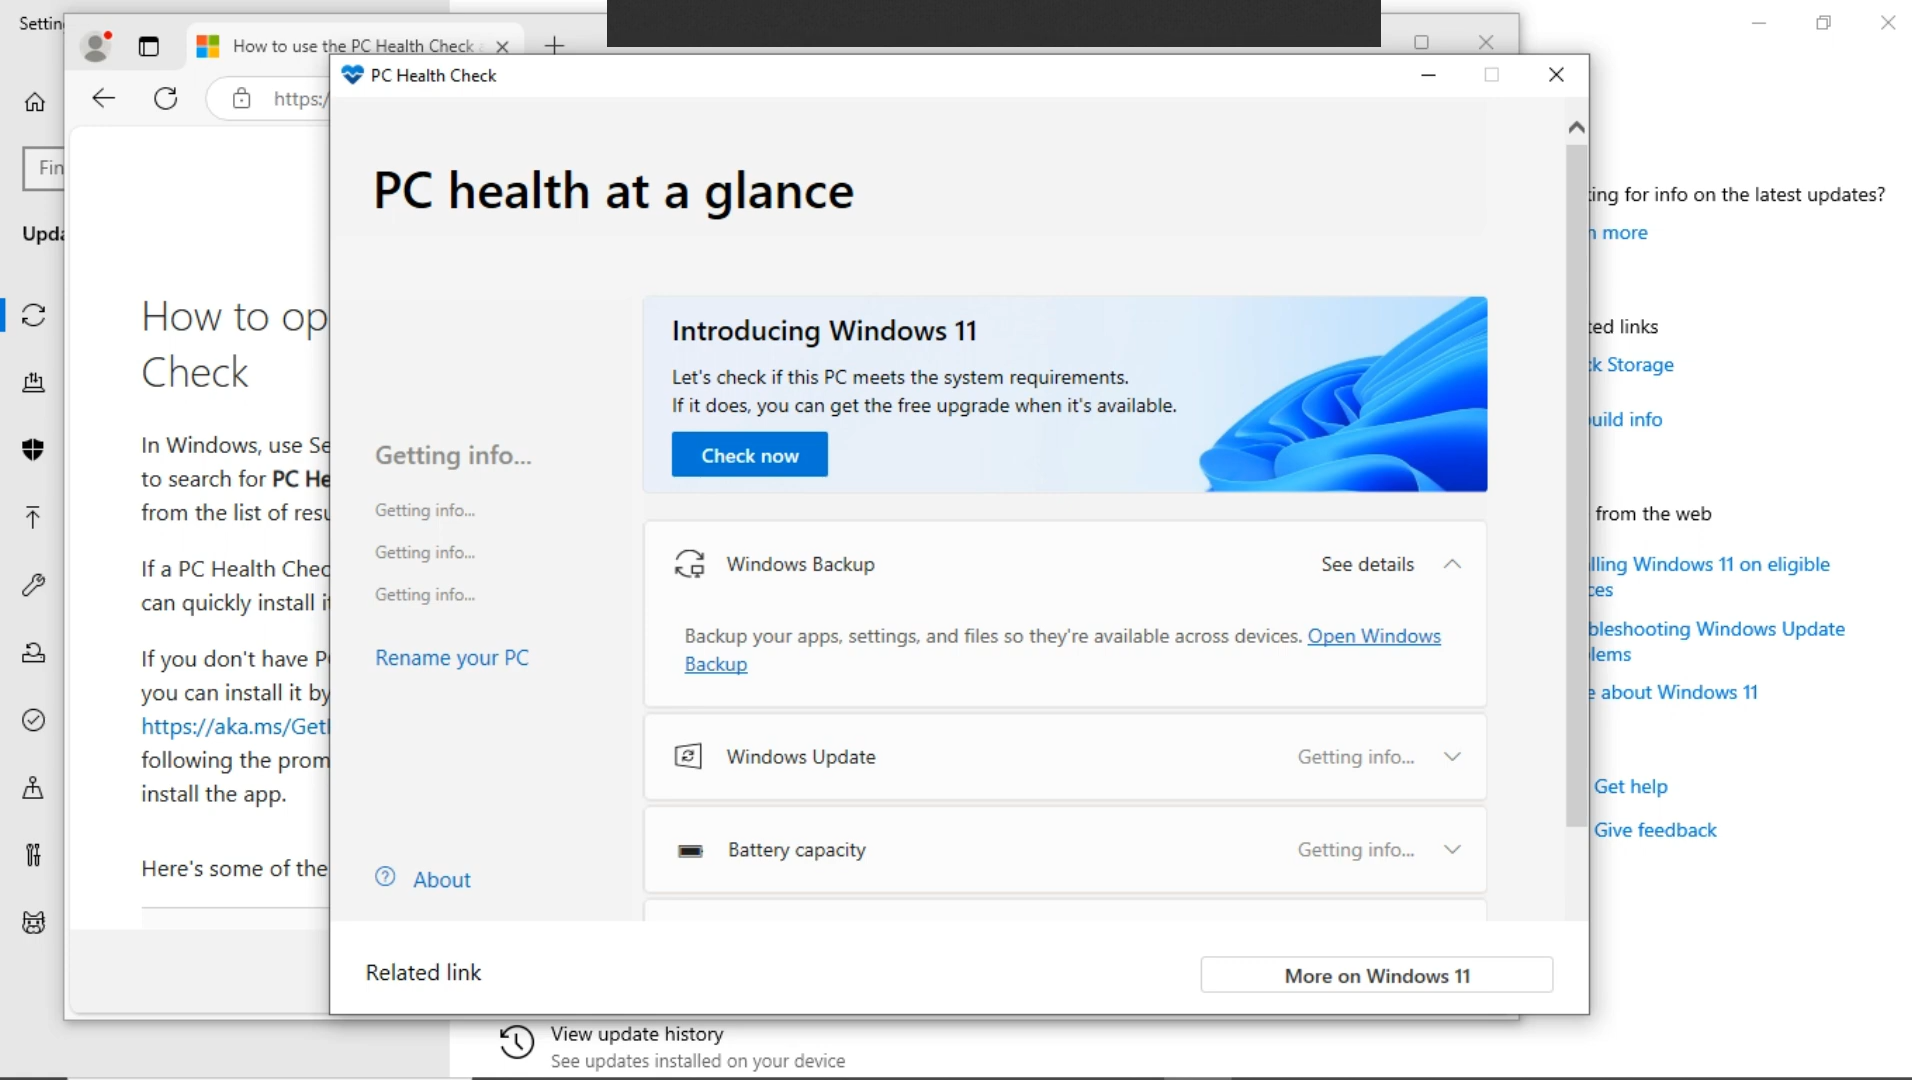 Setting
How to use the PC Health Check
https:/
PC Health Check
Fin
Upda
PC health at a glance
Introducing Windows 11
Let's check if this PC meets the system requirements.
If it does, you can get the free upgrade when it's available.
Check now
Getting info...
Getting info...
Getting info...
Getting info...
Rename your PC
About
Windows Backup
See details
Backup your apps, settings, and files so they're available across devices. Open Windows
Backup
Windows Update
Getting info...
Battery capacity
Getting info...
Related link
More on Windows 11
How to op
Check
In Windows, use Se
to search for PC He
from the list of resu
If a PC Health Chec
can quickly install i
If you don't have P
you can install it by
https://aka.ms/Get
following the prom
install the app.
Here's some of the
ing for info on the latest updates?
more
ed links
k Storage
uild info
from the web
lling Windows 11 on eligible
ces
bleshooting Windows Update
lems
e about Windows 11
Get help
Give feedback
View update history
See updates installed on your device